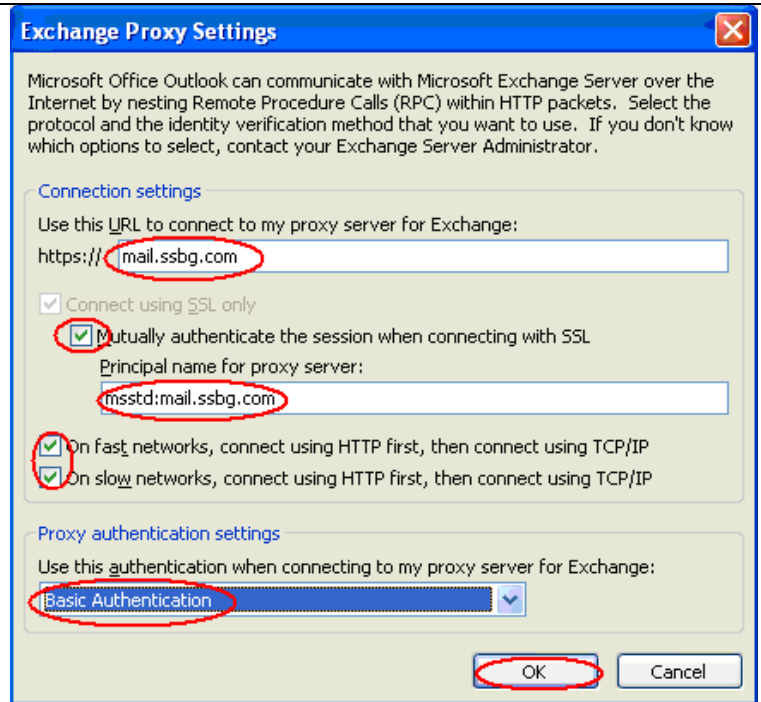 Exchange Proxy Settings
Microsoft Office Outlook can communicate with Microsoft Exchange Server over the
Internet by nesting Remote Procedure Calls (RPC) within HTTP packets.  Select the
protocol and the identity verification method that you want to use.  If you don't know
which options to select, contact your Exchange Server Administrator.
Connection settings
Use this URL to connect to my proxy server for Exchange:
https:// mail.ssbg.com
Connect using SSL only
Mutually authenticate the session when connecting with SSL
Principal name for proxy server:
msstd:mail.ssbg.com
On fast networks, connect using HTTP first, then connect using TCP/IP
On slow networks, connect using HTTP first, then connect using TCP/IP
Proxy authentication settings
Use this authentication when connecting to my proxy server for Exchange:
Basic Authentication
OK Cancel